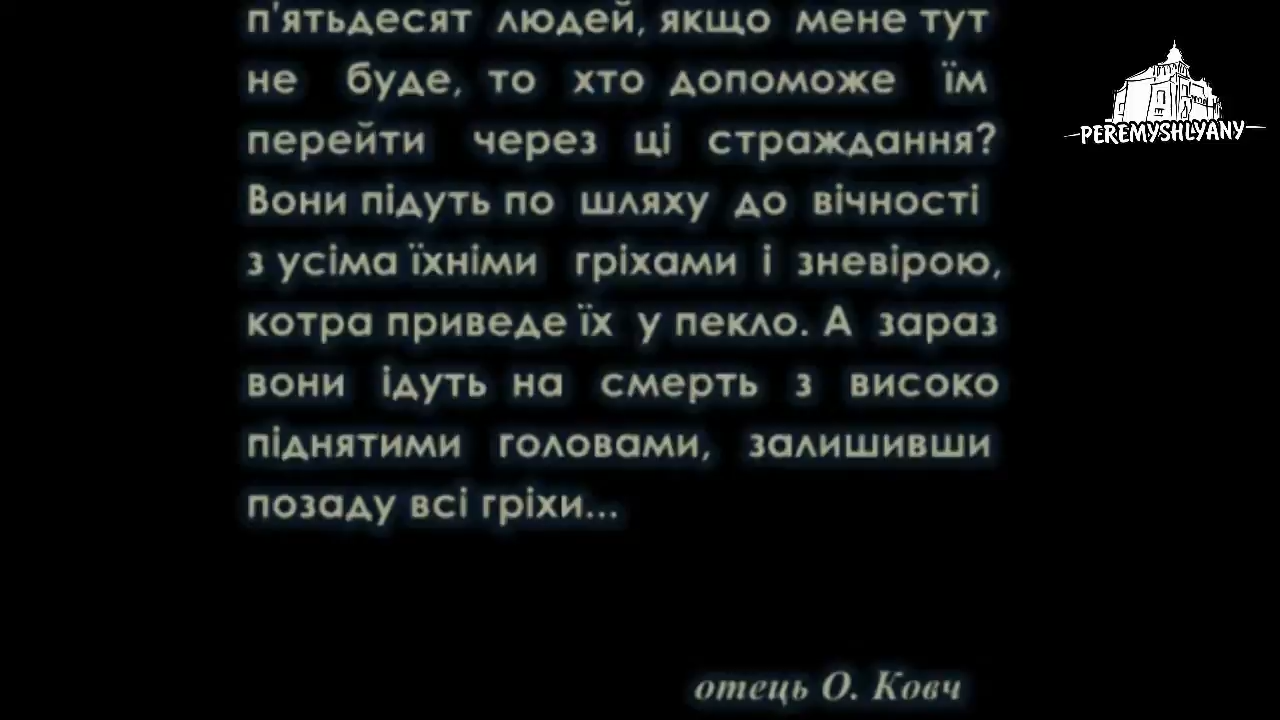 п'ятьдесят людей, якщо мене тут
не буде, то хто допоможе їм
перейти через ці страждання?
Вони підуть по шляху до вічності
з усіма їхніми гріхами і зневірою,
котра приведе їх у пекло. А зараз
вони ідуть на смерть з високо
піднятими головами, залишивши
позаду всі гріхи...
отець О. Ковч
PEREMYSHLYANY